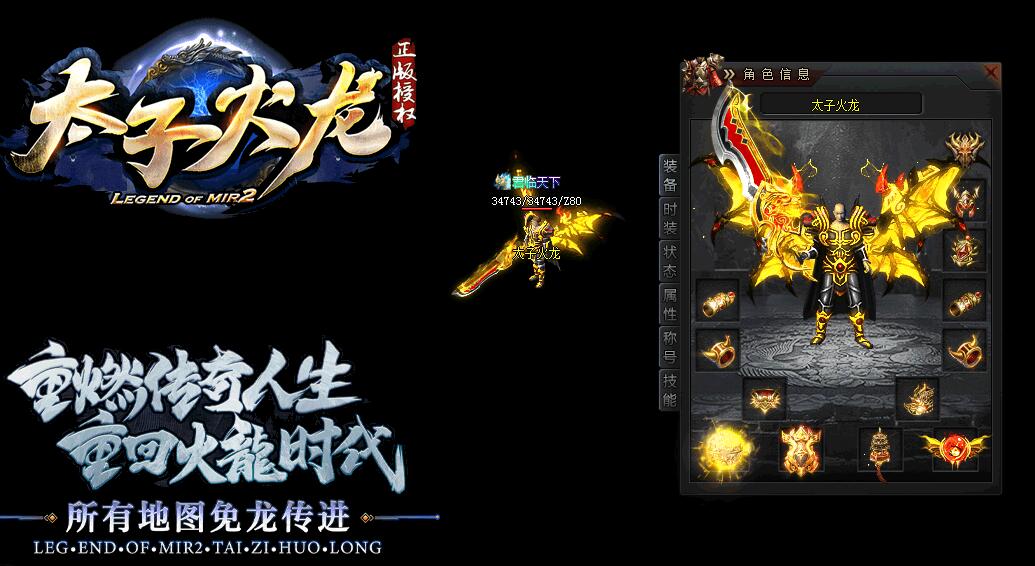 太子火龙
正版授权
LEGEND OF MIR2
君临天下
34743/34743/Z80
太子火龙
角色信息
太子火龙
装备
时装
状态
属性
称号
技能
重燃传奇人生
重回火龍时代
所有地图免龙传进
LEG•END•OF•MIR2•TAI•ZI•HUO•LONG